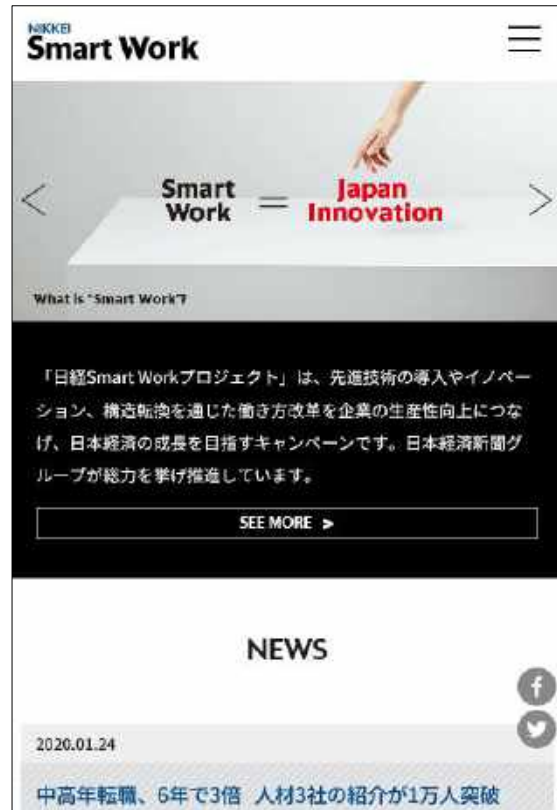 NIKKEI
Smart Work
Smart Work = Japan Innovation
What is "Smart Work"?
「日経Smart Workプロジェクト」は、先進技術の導入やイノベー
ション、構造転換を通じた働き方改革を企業の生産性向上につな
げ、日本経済の成長を目指すキャンペーンです。日本経済新聞グ
ループが総力を挙げ推進しています。
SEE MORE >
NEWS
2020.01.24
中高年転職、6年で3倍 人材3社の紹介が1万人突破